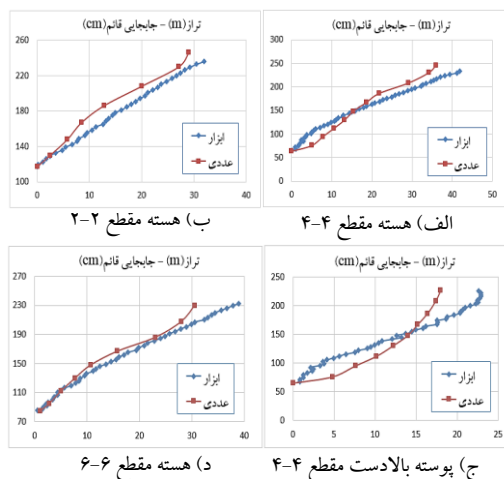 تراز(m) - جابجایی قائم(cm)
260
220
180
140
100
0
10
20
30
40
ابزار
عددی
ب) هسته مقطع ۲-۲
تراز(m) - جابجایی قائم(cm)
300
250
200
150
100
50
0
0
10
20
30
40
50
ابزار
عددی
الف) هسته مقطع ۴-۴
تراز(m) - جابجایی قائم(cm)
230
190
150
110
70
0
10
20
30
40
ابزار
عددی
د) هسته مقطع ۶-۶
تراز(m) - جابجایی قائم(cm)
250
200
150
100
50
0
0
5
10
15
20
25
ابزار
عددی
ج) پوسته بالادست مقطع ۴-۴